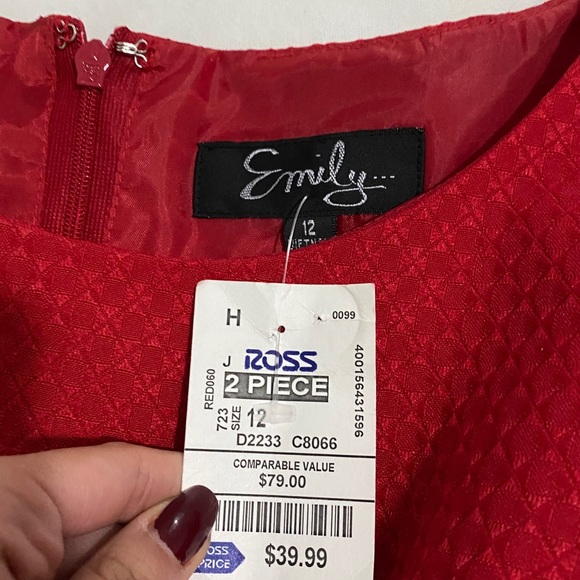 Emily...
12
H
0099
J ROSS
2 PIECE
RED060
723
SIZE 12
400156431596
D2233 C8066
COMPARABLE VALUE
$79.00
$39.99
PRICE